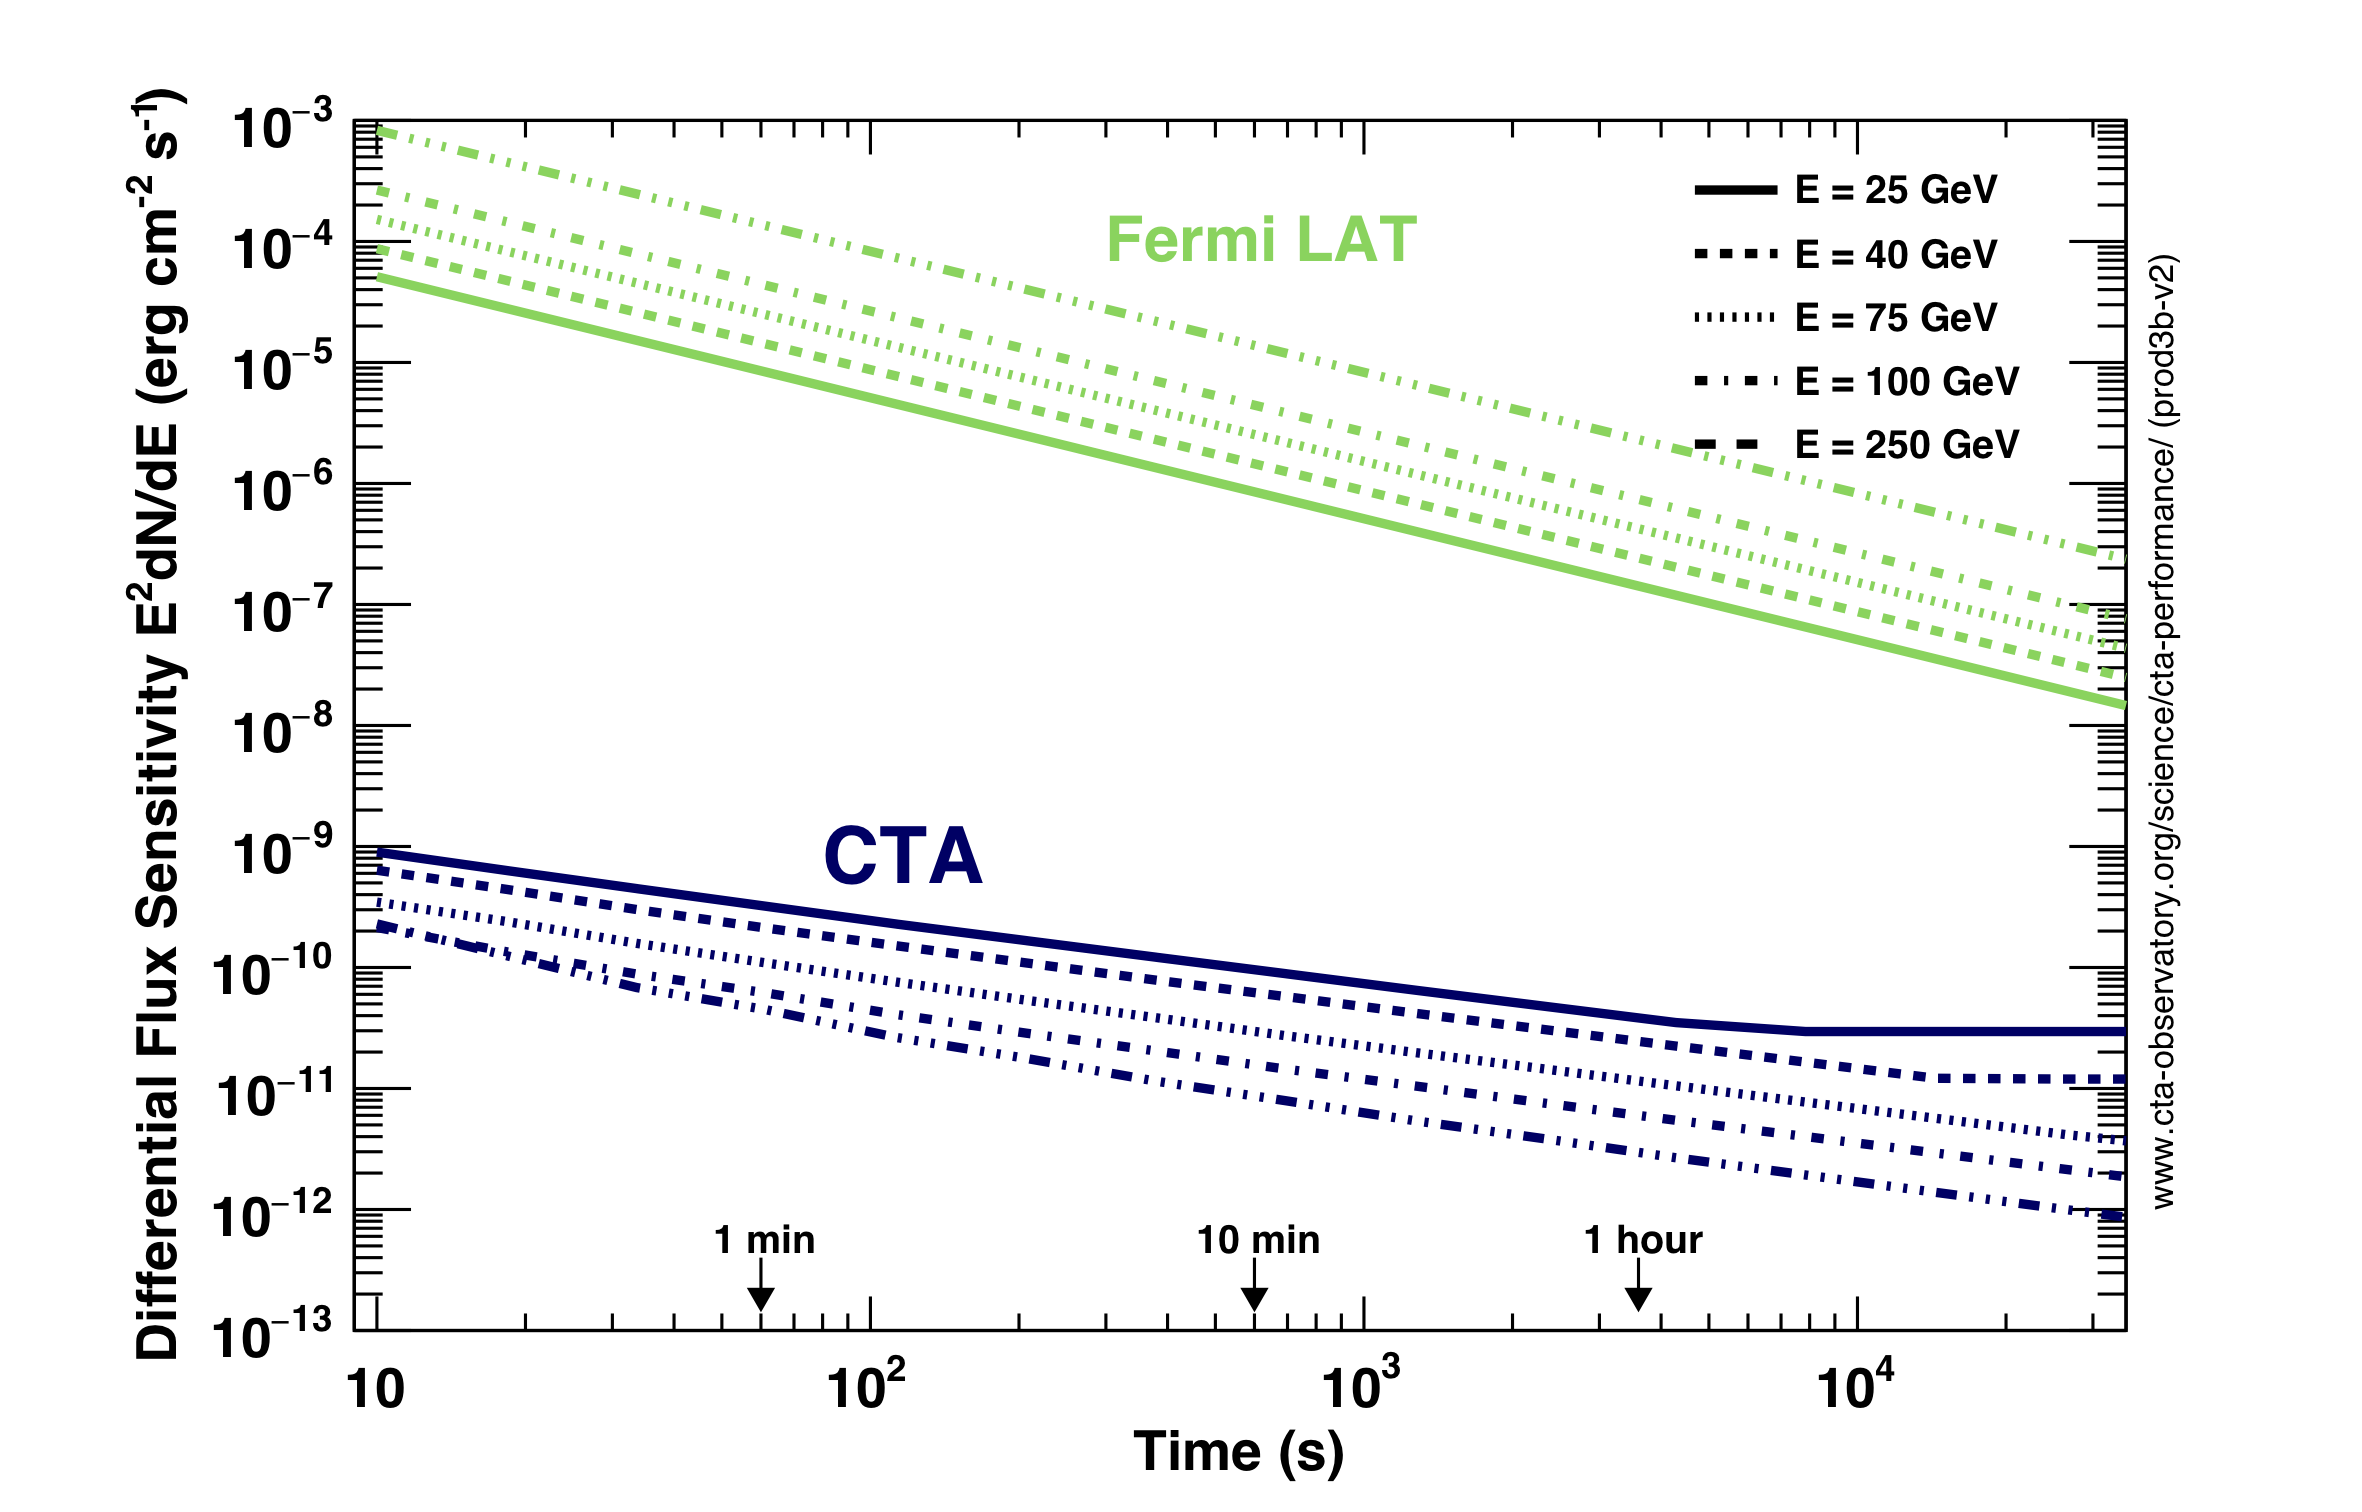 Differential Flux Sensitivity E²dN/dE (erg cm⁻² s⁻¹)
10⁻³
10⁻⁴
10⁻⁵
10⁻⁶
10⁻⁷
10⁻⁸
10⁻⁹
10⁻¹⁰
10⁻¹¹
10⁻¹²
10⁻¹³
Fermi LAT
E = 25 GeV
E = 40 GeV
E = 75 GeV
E = 100 GeV
E = 250 GeV
CTA
1 min
10 min
1 hour
10
10²
10³
10⁴
Time (s)
www.cta-observatory.org/science/cta-performance/ (prod3b-v2)